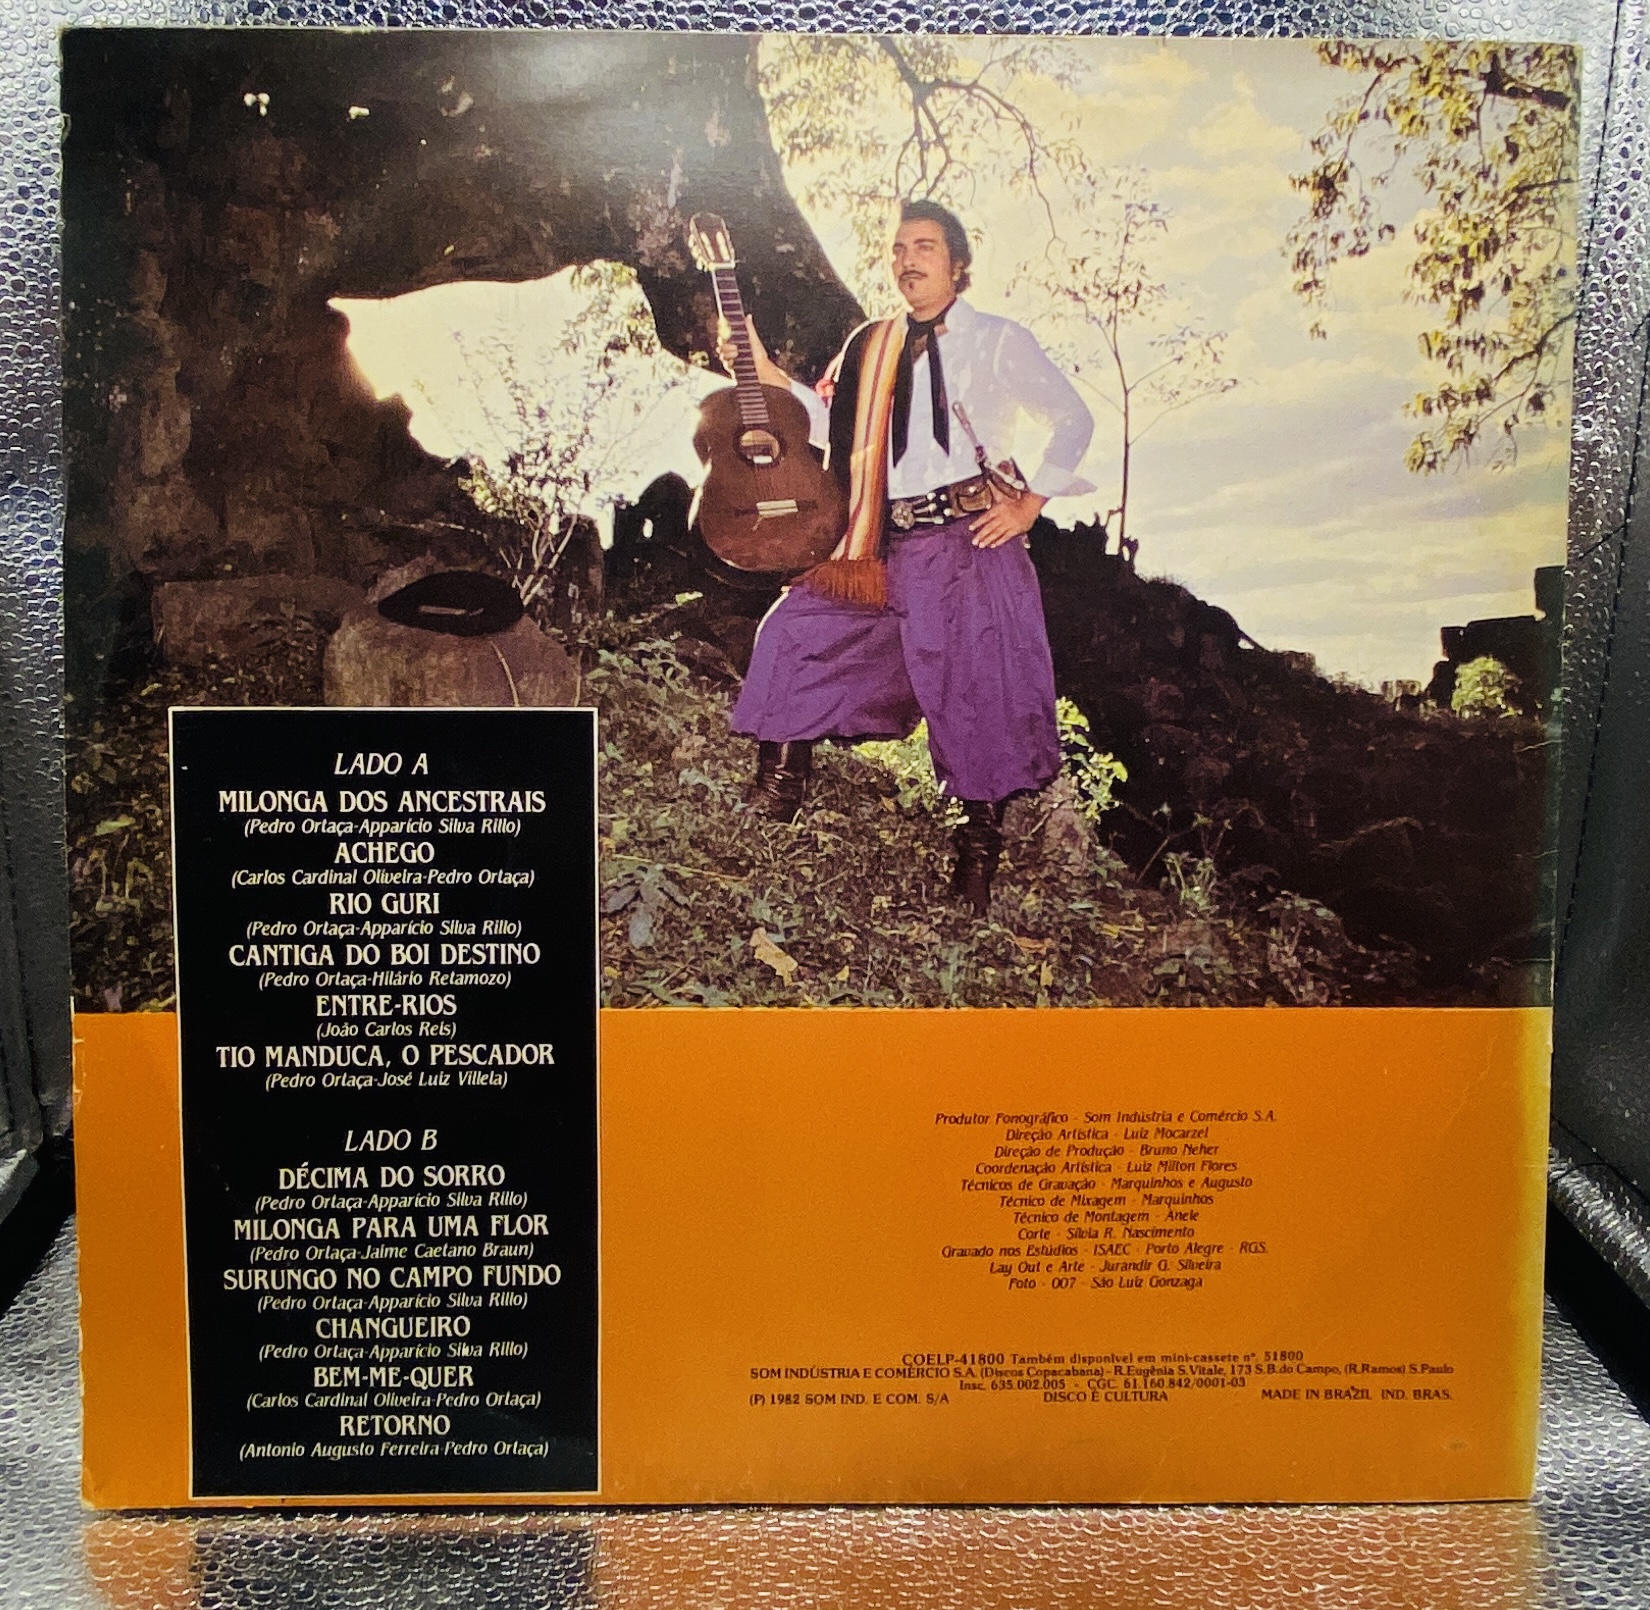 LADO A
MILONGA DOS ANCESTRAIS
(Pedro Ortaça-Apparício Silva Rillo)
ACHEGO
(Carlos Cardinal Oliveira-Pedro Ortaça)
RIO GURI
(Pedro Ortaça-Apparício Silva Rillo)
CANTIGA DO BOI DESTINO
(Pedro Ortaça-Hilário Retamozo)
ENTRE-RIOS
(João Carlos Reis)
TIO MANDUCA, O PESCADOR
(Pedro Ortaça-José Luiz Villela)
LADO B
DÉCIMA DO SORRO
(Pedro Ortaça-Apparício Silva Rillo)
MILONGA PARA UMA FLOR
(Pedro Ortaça-Jaime Caetano Braun)
SURUNGO NO CAMPO FUNDO
(Pedro Ortaça-Apparício Silva Rillo)
CHANGUEIRO
(Pedro Ortaça-Apparício Silva Rillo)
BEM-ME-QUER
(Carlos Cardinal Oliveira-Pedro Ortaça)
RETORNO
(Antonio Augusto Ferreira-Pedro Ortaça)
Produtor Fonográfico - Som Indústria e Comércio S.A.
Direção Artística - Luiz Mocarzel
Direção de Produção - Bruno Neher
Coordenação Artística - Luiz Milton Flores
Técnicos de Gravação - Marquinhos e Augusto
Técnico de Mixagem - Marquinhos
Técnico de Montagem - Anele
Corte - Sílvia R. Nascimento
Gravado nos Estúdios - ISAEC - Porto Alegre - RGS.
Lay Out e Arte - Jurandir G. Silveira
Foto - 007 - São Luiz Gonzaga
COELP-41800 Também disponível em mini-cassete nº. 51800
SOM INDÚSTRIA E COMÉRCIO S.A. (Discos Copacabana) - R.Eugênia S.Vitale, 173 S.B.do Campo, (R.Ramos) S.Paulo
Insc. 635.002.005 - CGC. 61.160.842/0001-03
(P) 1982 SOM IND. E COM. S/A DISCO É CULTURA MADE IN BRAZIL IND. BRAS.